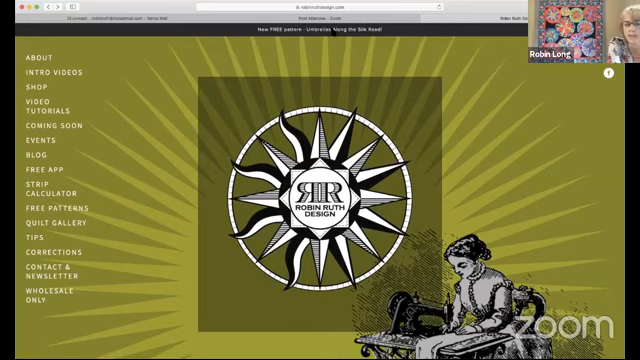 robinruthdesign.com
Post Attendee - Zoom
New FREE pattern - Umbrellas Along the Silk Road!
Robin Long
ABOUT
INTRO VIDEOS
SHOP
VIDEO
TUTORIALS
COMING SOON
EVENTS
BLOG
FREE APP
STRIP
CALCULATOR
FREE PATTERNS
QUILT GALLERY
TIPS
CORRECTIONS
CONTACT &
NEWSLETTER
WHOLESALE
ONLY
RR
ROBIN RUTH
DESIGN
zoom